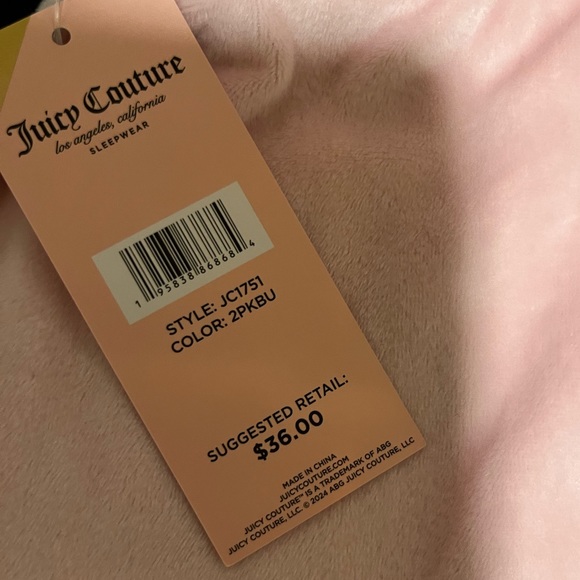 Juicy Couture
los angeles, california
SLEEPWEAR
1 95838 86868 4
STYLE: JC1751
COLOR: 2PKBU
SUGGESTED RETAIL:
$36.00
MADE IN CHINA
JUICYCOUTURE.COM
JUICY COUTURE™ IS A TRADEMARK OF ABG
JUICY COUTURE, LLC. © 2024 ABG JUICY COUTURE, LLC